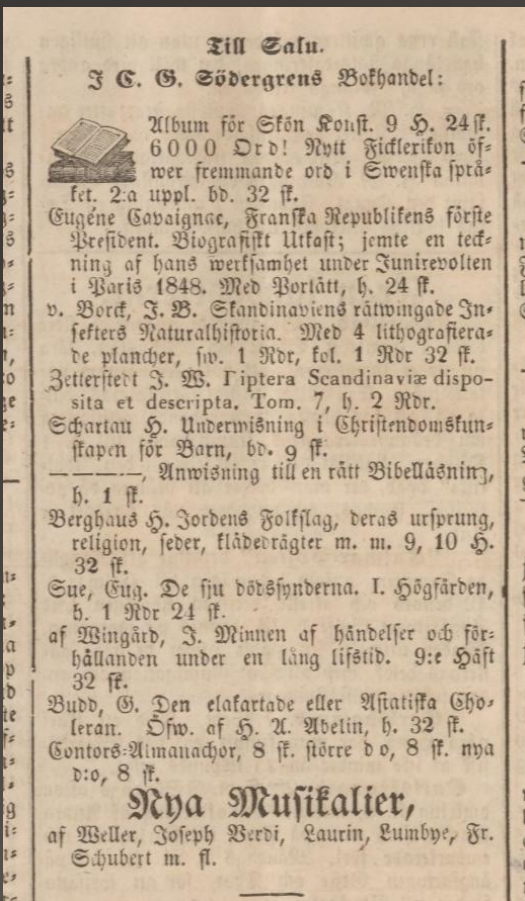 Till Salu.
J C. G. Södergrens Bokhandel:
Album för Skön Konst. 9 H. 24 sk.
6000 Ord! Nytt Ficklexikon öf-
wer fremmande ord i Swenska språ-
ket. 2:a uppl. bd. 32 sk.
Eugéne Cavaignac, Franska Republikens förste
President. Biografiskt Utkast; jemte en teck-
ning af hans werksamhet under Junirevolten
i Paris 1848. Med Porlätt, h. 24 sk.
v. Borck, J. B. Skandinaviens rätwingade In-
sekters Naturalhistoria. Med 4 lithografiera-
de plancher, sw. 1 Rdr, kol. 1 Rdr 32 sk.
Zetterstedt J. W. Diptera Scandinaviæ dispo-
sita et descripta. Tom. 7, h. 2 Rdr.
Schartau H. Underwisning i Christendomskun-
skapen för Barn, bd. 9 sk.
————, Anwisning till en rätt Bibelläsning,
h. 1 sk.
Berghaus H. Jordens Folkslag, deras ursprung,
religion, seder, klädedrägter m. m. 9, 10 H.
32 sk.
Sue, Eug. De sju dödssynderna. I. Högfärden,
h. 1 Rdr 24 sk.
af Wingård, J. Minnen af händelser och för-
hållanden under en lång lifstid. 9:e Häft
32 sk.
Budd, G. Den elakartade eller Asiatiska Cho-
leran. Öfw. af H. A. Abelin, h. 32 sk.
Contors-Almanachor, 8 sk. större d o, 8 sk. nya
d:o, 8 sk.
Nya Musikalier,
af Weller, Joseph Verdi, Laurin, Lumbye, Fr.
Schubert m. fl.